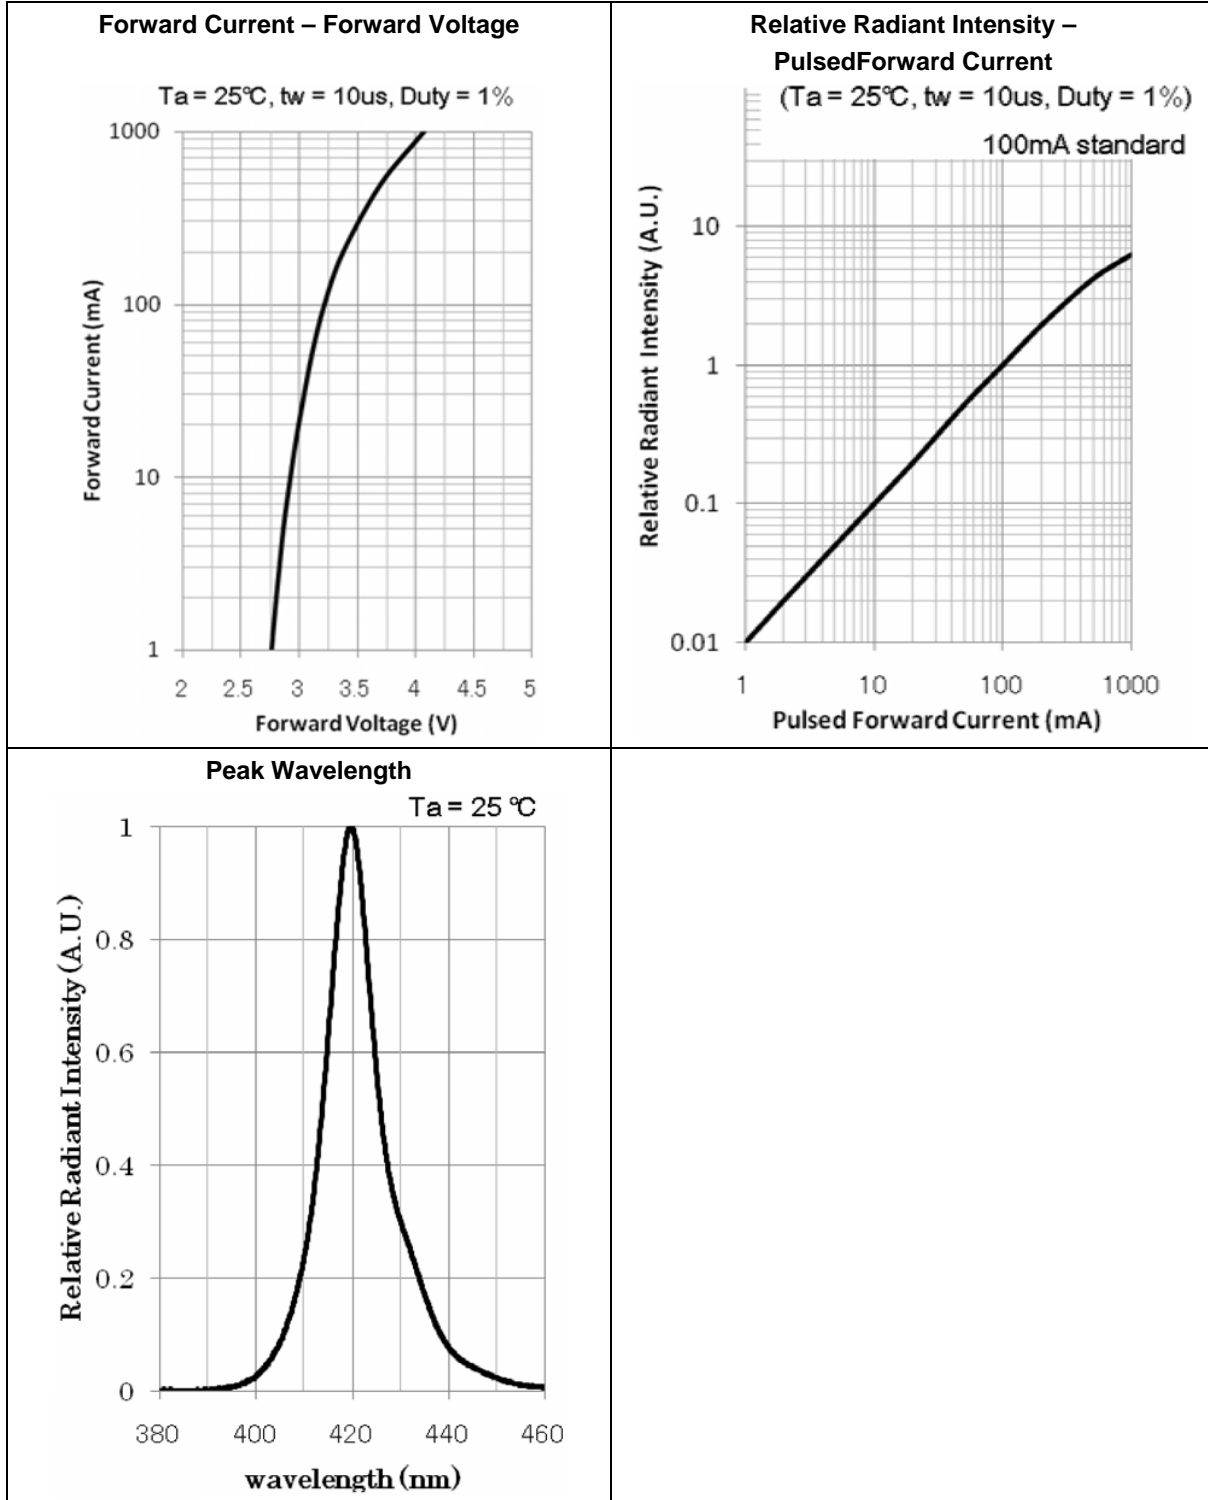 Forward Current – Forward Voltage
Ta = 25℃, tw = 10us, Duty = 1%
1000
100
10
1
Forward Current (mA)
2 2.5 3 3.5 4 4.5 5
Forward Voltage (V)
Relative Radiant Intensity –
PulsedForward Current
(Ta = 25℃, tw = 10us, Duty = 1%)
100mA standard
10
1
0.1
0.01
Relative Radiant Intensity (A.U.)
1 10 100 1000
Pulsed Forward Current (mA)
Peak Wavelength
Ta = 25 ℃
1
0.8
0.6
0.4
0.2
0
Relative Radiant Intensity (A.U.)
380 400 420 440 460
wavelength (nm)